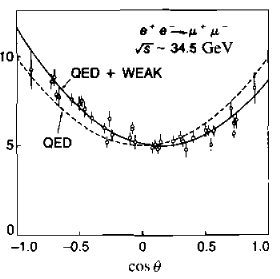 e⁺ e⁻ → μ⁺ μ⁻
√s ~ 34.5 GeV
10
QED + WEAK
QED
5
0
-1.0 -0.5 0 0.5 1.0
cos θ